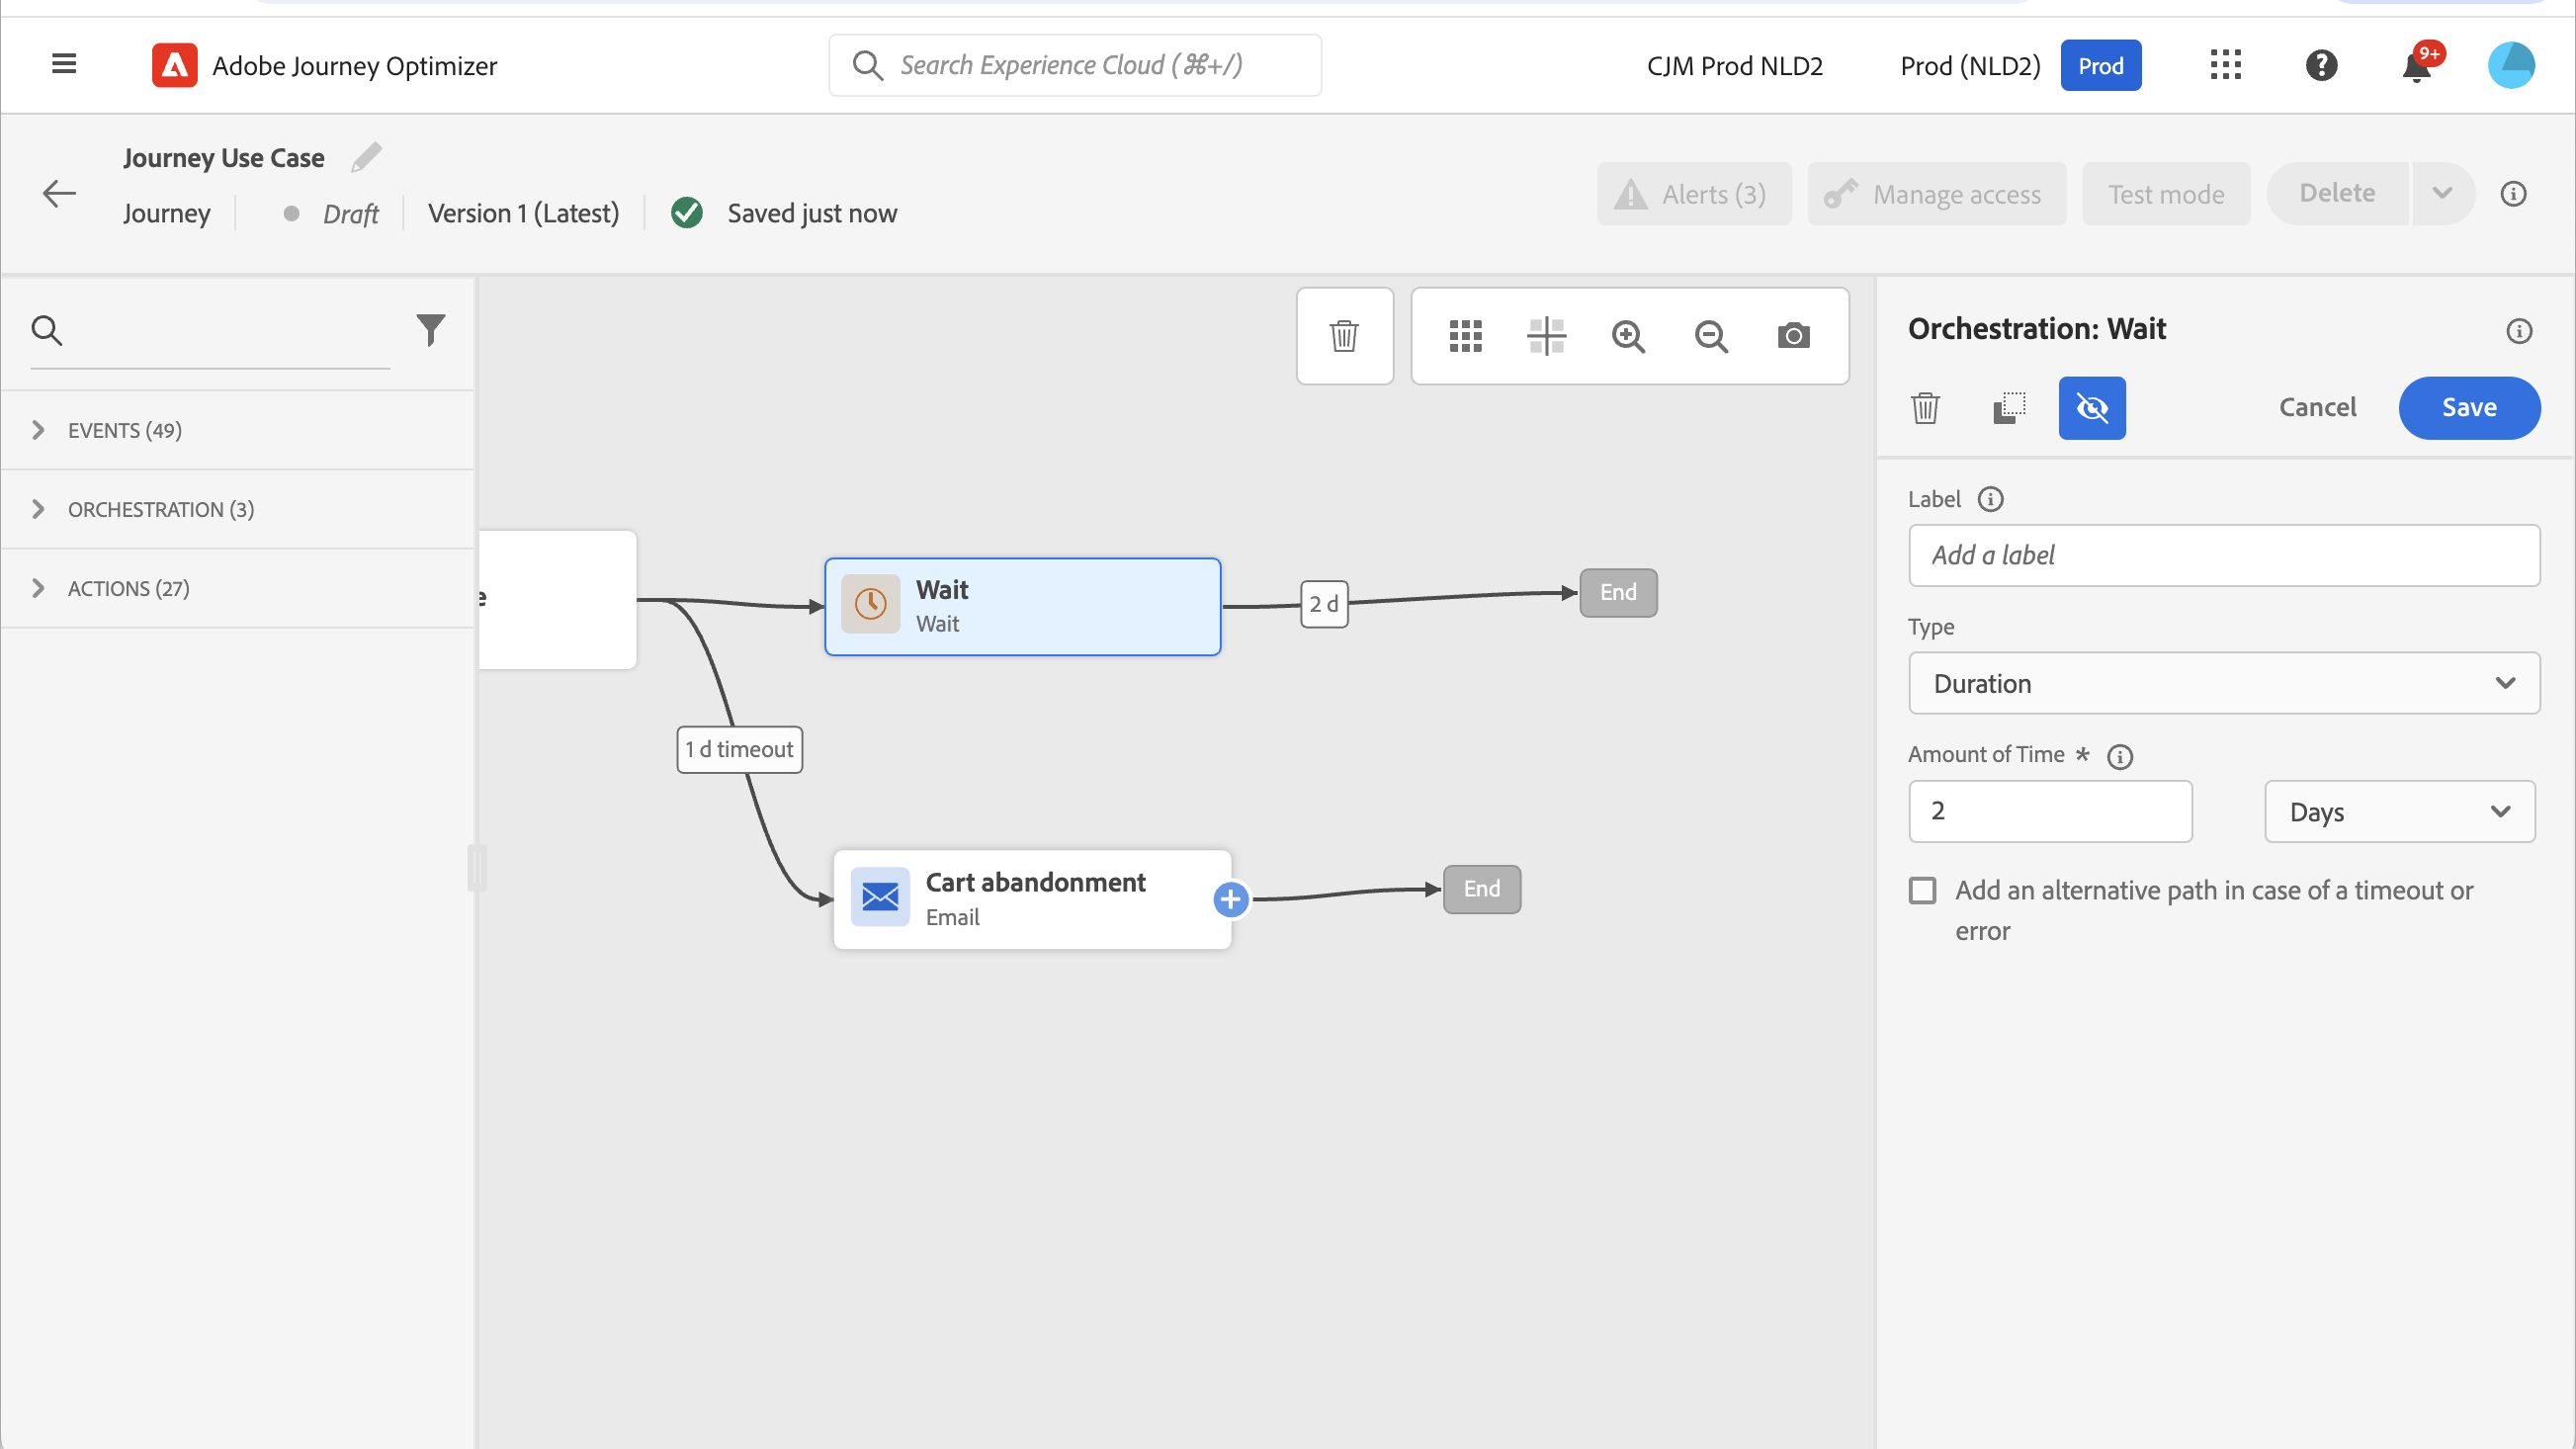 Adobe Journey Optimizer
Search Experience Cloud (⌘+/)
CJM Prod NLD2
Prod (NLD2)
Prod
9+
Journey Use Case
Journey
Draft
Version 1 (Latest)
Saved just now
Alerts (3)
Manage access
Test mode
Delete
EVENTS (49)
ORCHESTRATION (3)
ACTIONS (27)
e
Wait
Wait
2 d
End
1 d timeout
Cart abandonment
Email
End
Orchestration: Wait
Cancel
Save
Label
Add a label
Type
Duration
Amount of Time *
2
Days
Add an alternative path in case of a timeout or
error